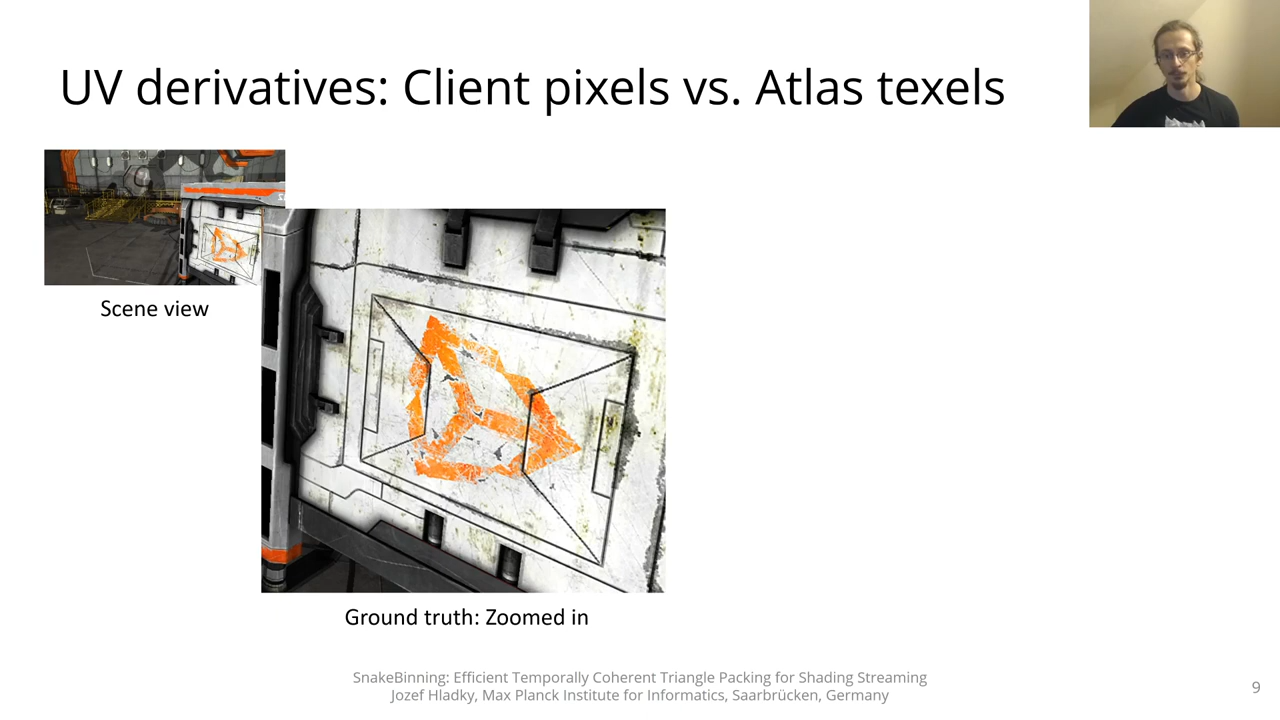 UV derivatives: Client pixels vs. Atlas texels
Scene view
Ground truth: Zoomed in
SnakeBinning: Efficient Temporally Coherent Triangle Packing for Shading Streaming
Jozef Hladky, Max Planck Institute for Informatics, Saarbrücken, Germany
9